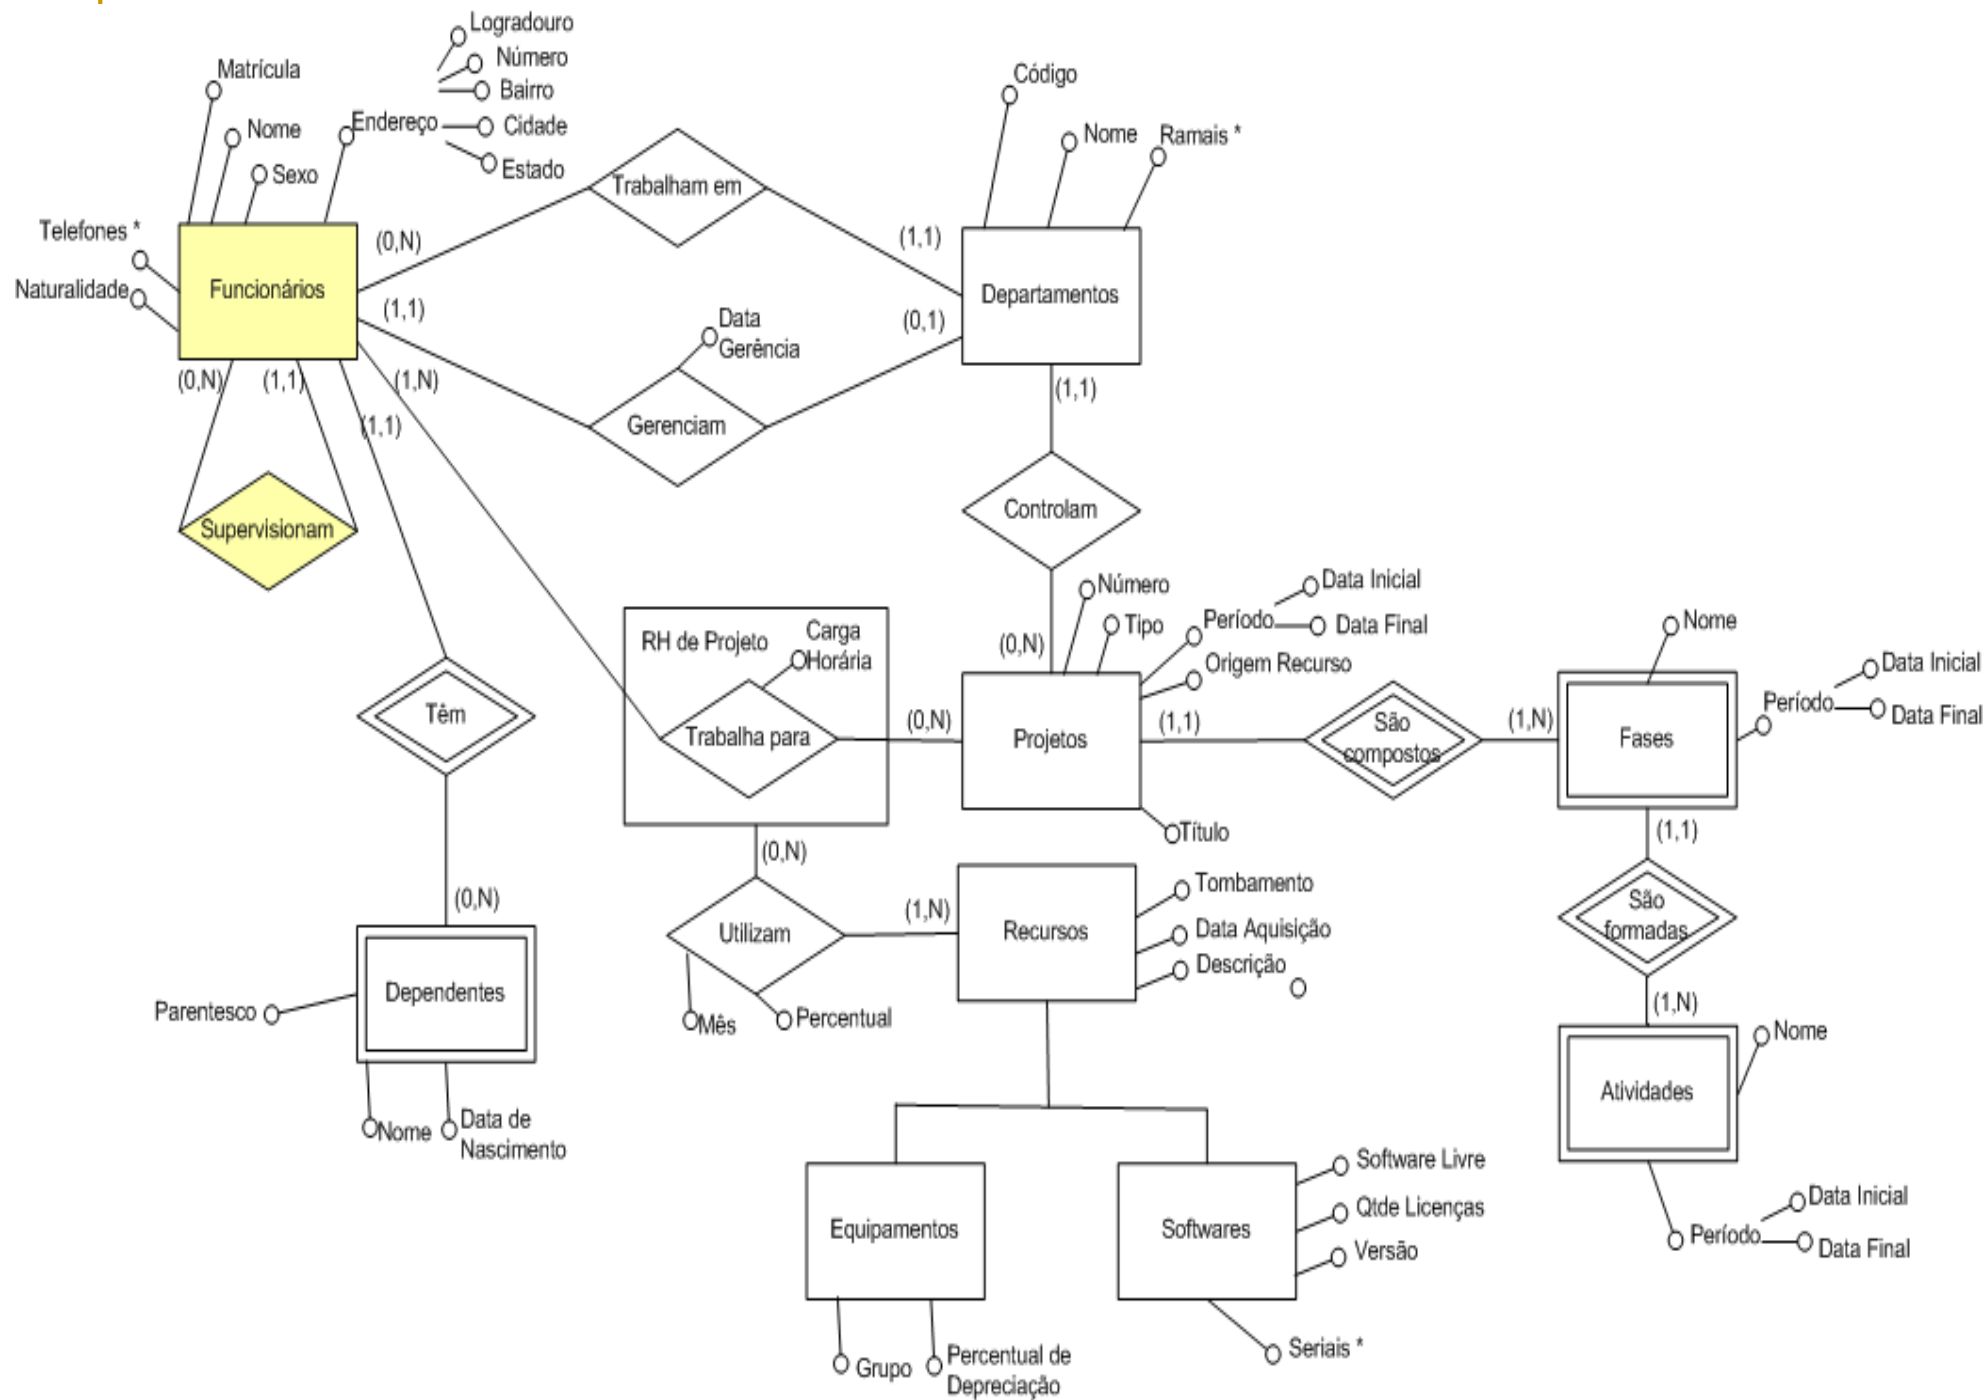 Logradouro
Número
Bairro
Cidade
Estado
Matrícula
Nome
Endereço
Sexo
Telefones *
Naturalidade
Funcionários
(0,N)
(1,1)
(0,N)
(1,1)
(1,N)
(1,1)
Trabalham em
(1,1)
(0,1)
Data
Gerência
Gerenciam
Código
Nome
Ramais *
Departamentos
(1,1)
Supervisionam
Controlam
(0,N)
Número
Tipo
Período
Data Inicial
Data Final
Origem Recurso
RH de Projeto
Carga
Horária
Trabalha para
(0,N)
Projetos
(1,1)
Título
São
compostos
(1,N)
Fases
Nome
Período
Data Inicial
Data Final
(1,1)
Têm
(0,N)
Dependentes
Parentesco
Nome
Data de
Nascimento
(0,N)
Utilizam
(1,N)
Mês
Percentual
Recursos
Tombamento
Data Aquisição
Descrição
São
formadas
(1,N)
Atividades
Nome
Período
Data Inicial
Data Final
Equipamentos
Grupo
Percentual de
Depreciação
Softwares
Software Livre
Qtde Licenças
Versão
Seriais *